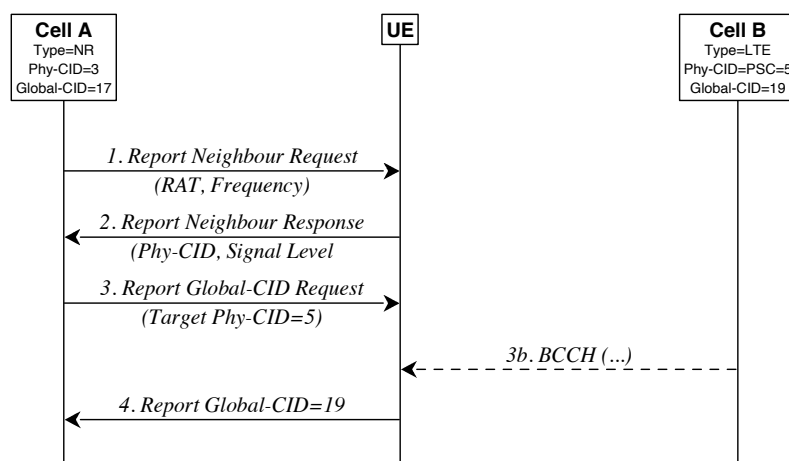 Cell A
Type=NR
Phy-CID=3
Global-CID=17
UE
Cell B
Type=LTE
Phy-CID=PSC=5
Global-CID=19
1. Report Neighbour Request
(RAT, Frequency)
2. Report Neighbour Response
(Phy-CID, Signal Level
3. Report Global-CID Request
(Target Phy-CID=5)
3b. BCCH (...)
4. Report Global-CID=19